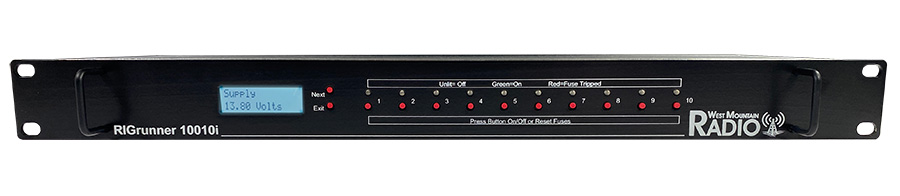 Unlit= Off Green=On Red=Fuse Tripped
Supply
13.80 Volts
Next
Exit
1 2 3 4 5 6 7 8 9 10
Press Button On/Off or Reset Fuses
RIGrunner 10010i
WEST MOUNTAIN
RADIO